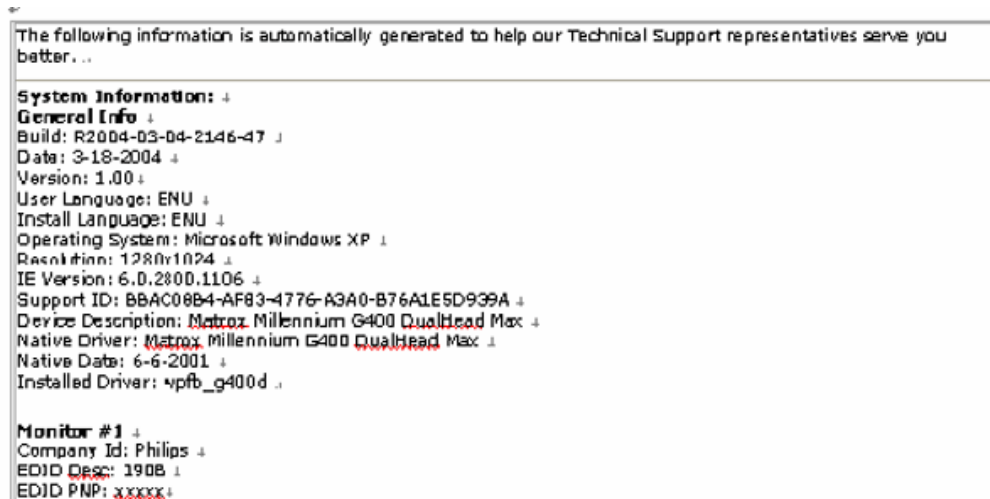 The following information is automatically generated to help our Technical Support representatives serve you
better...
System Information:
General Info
Build: R2004-03-04-2146-47
Date: 3-18-2004
Version: 1.00
User Language: ENU
Install Language: ENU
Operating System: Microsoft Windows XP
Resolution: 1280x1024
IE Version: 6.0.2800.1106
Support ID: BBAC08B4-AF83-4776-A3A0-B76A1E5D939A
Device Description: Matrox Millennium G400 DualHead Max
Native Driver: Matrox Millennium G400 DualHead Max
Native Date: 6-6-2001
Installed Driver: vpfb_g400d
Monitor #1
Company Id: Philips
EDID Desc: 190B
EDID PNP: xxxxx